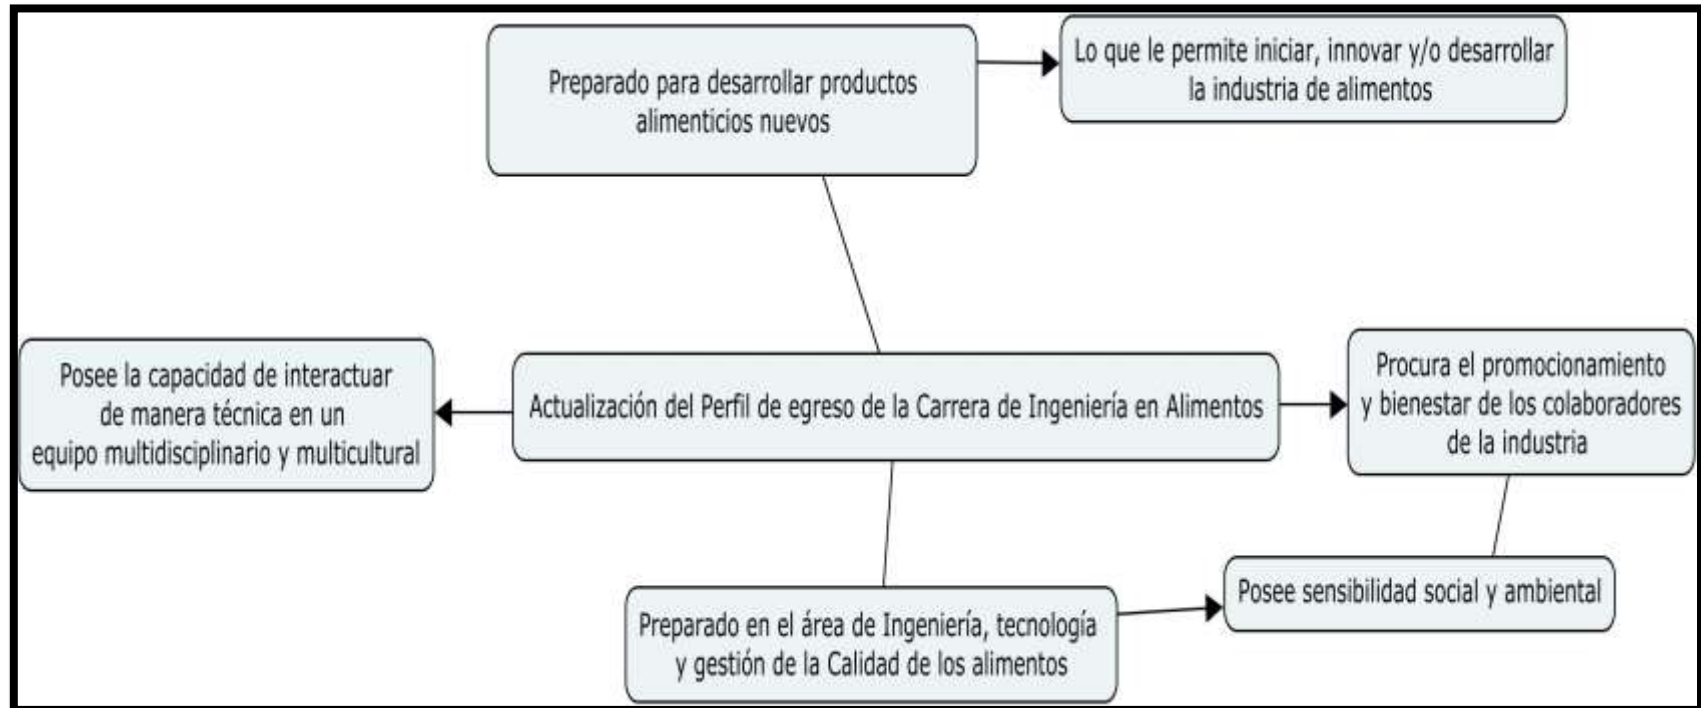 Preparado para desarrollar productos
alimenticios nuevos
Lo que le permite iniciar, innovar y/o desarrollar
la industria de alimentos
Posee la capacidad de interactuar
de manera técnica en un
equipo multidisciplinario y multicultural
Actualización del Perfil de egreso de la Carrera de Ingeniería en Alimentos
Procura el promocionamiento
y bienestar de los colaboradores
de la industria
Preparado en el área de Ingeniería, tecnología
y gestión de la Calidad de los alimentos
Posee sensibilidad social y ambiental